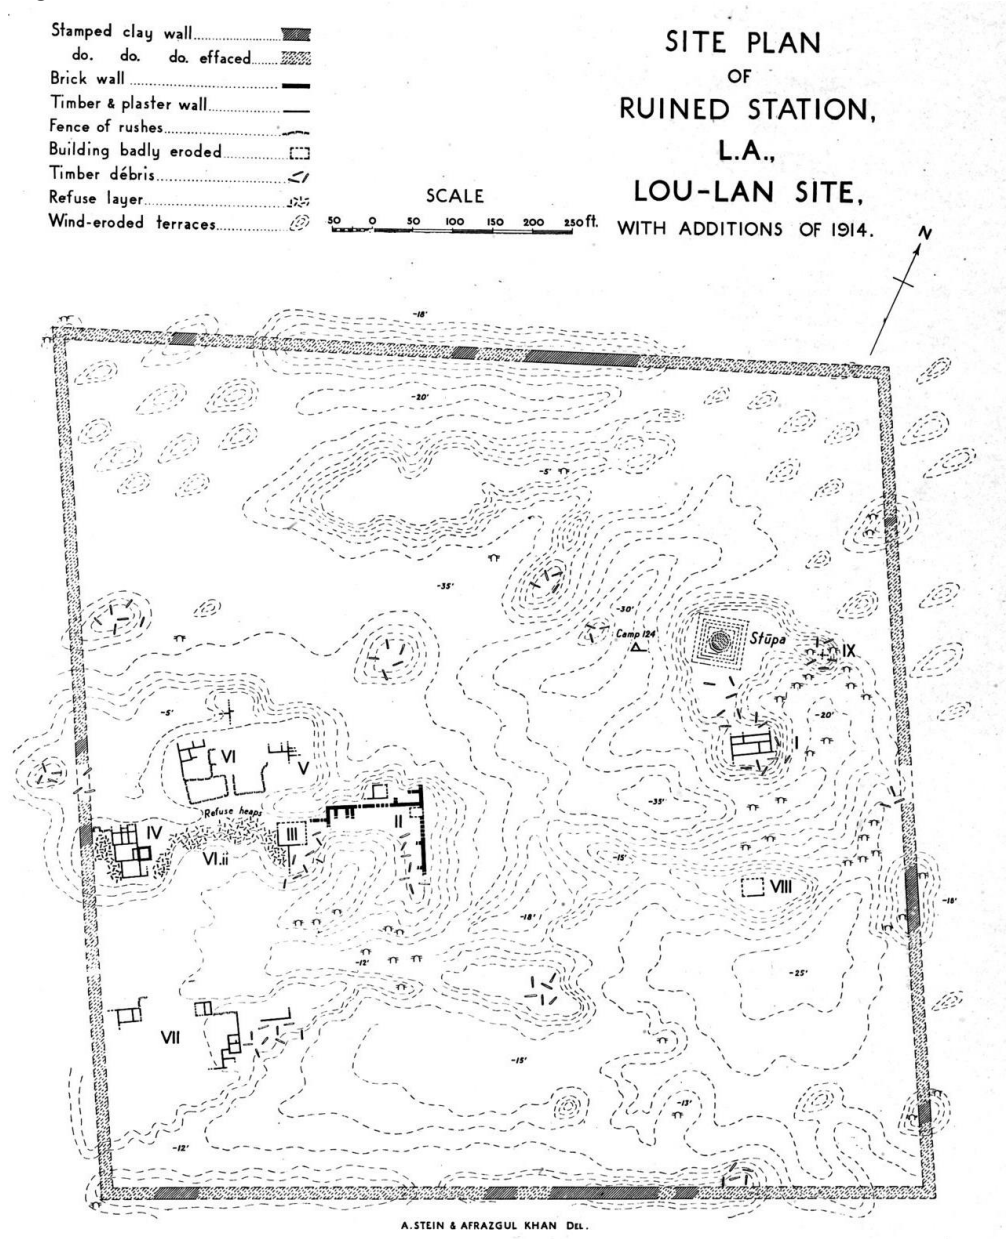 Stamped clay wall
do. do. do. effaced
Brick wall
Timber & plaster wall
Fence of rushes
Building badly eroded
Timber débris
Refuse layer
Wind-eroded terraces
SITE PLAN
OF
RUINED STATION,
L.A.,
LOU-LAN SITE,
WITH ADDITIONS OF 1914.
SCALE
50 0 50 100 150 200 250 ft.
N
-18'
-20'
-5'
-35'
-30'
Camp 124
Stūpa
IX
-5'
-20'
VI
V
I
Refuse heaps
-35'
IV
III
II
VI.ii
-15'
VIII
-18'
-18'
-12'
-25'
VII
-15'
-13'
-12'
A. STEIN & AFRAZGUL KHAN DEL.